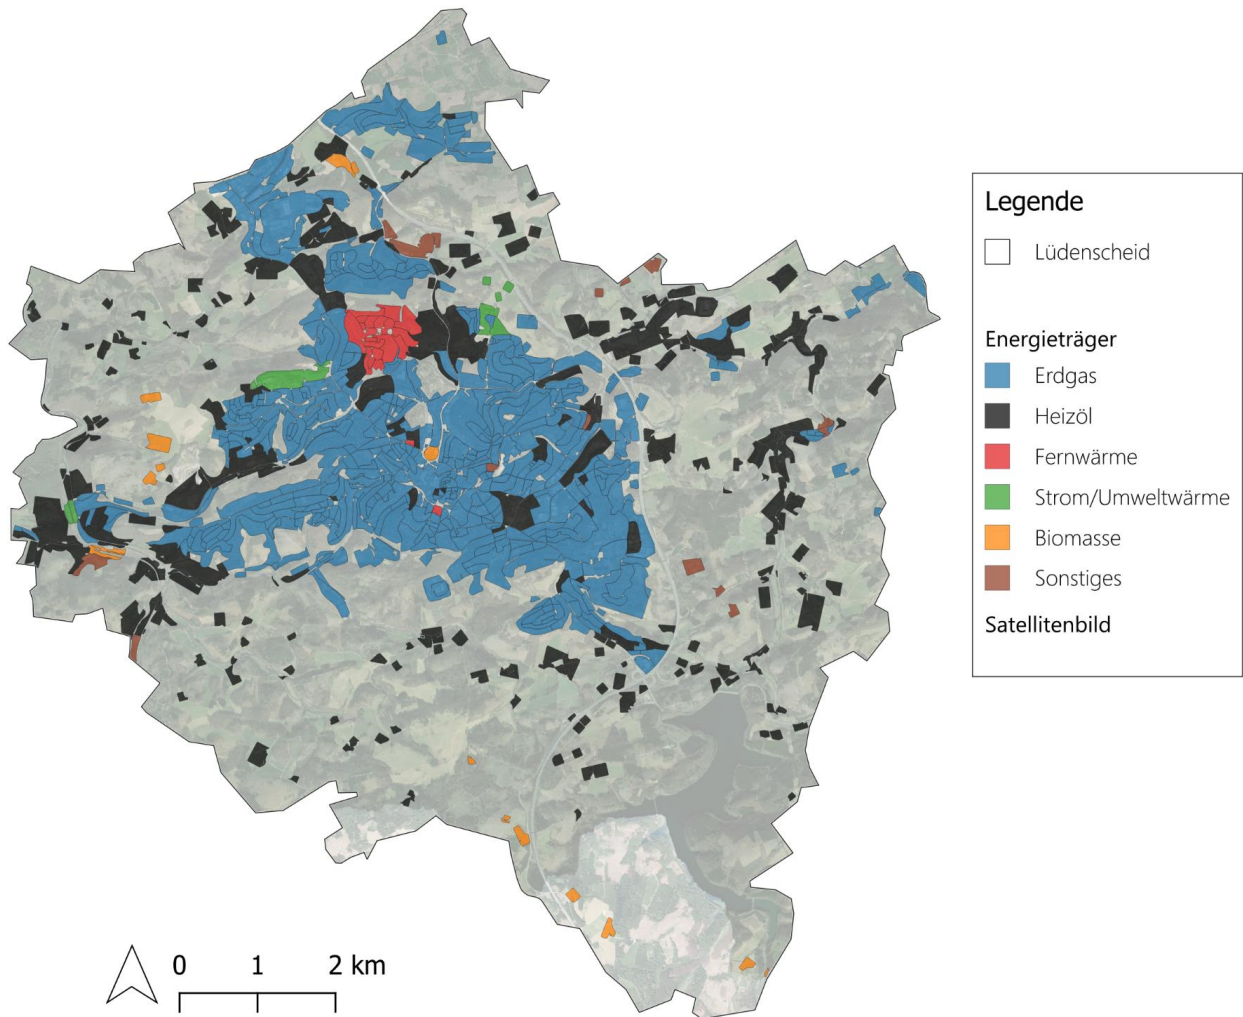 Legende
Lüdenscheid
Energieträger
Erdgas
Heizöl
Fernwärme
Strom/Umweltwärme
Biomasse
Sonstiges
Satellitenbild
0 1 2 km